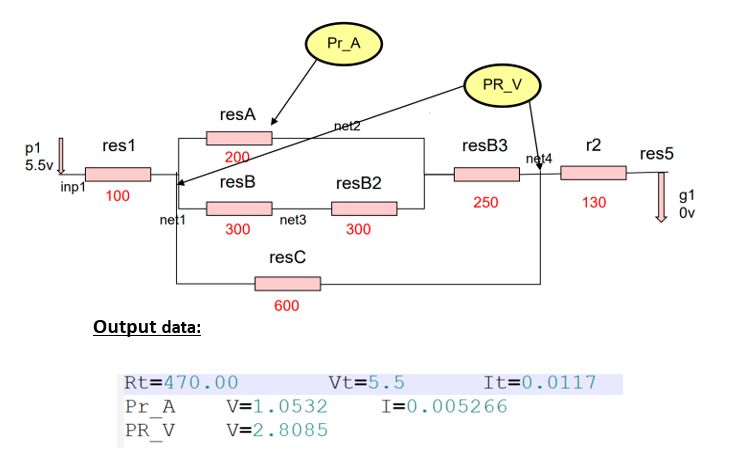 Pr_A
PR_V
resA
net2
p1
5.5v
res1
200
resB3
net4
r2
res5
inp1
100
resB
resB2
250
130
g1
0v
net1
300
net3
300
resC
600
Output data:
Rt=470.00 Vt=5.5 It=0.0117
Pr_A V=1.0532 I=0.005266
PR_V V=2.8085